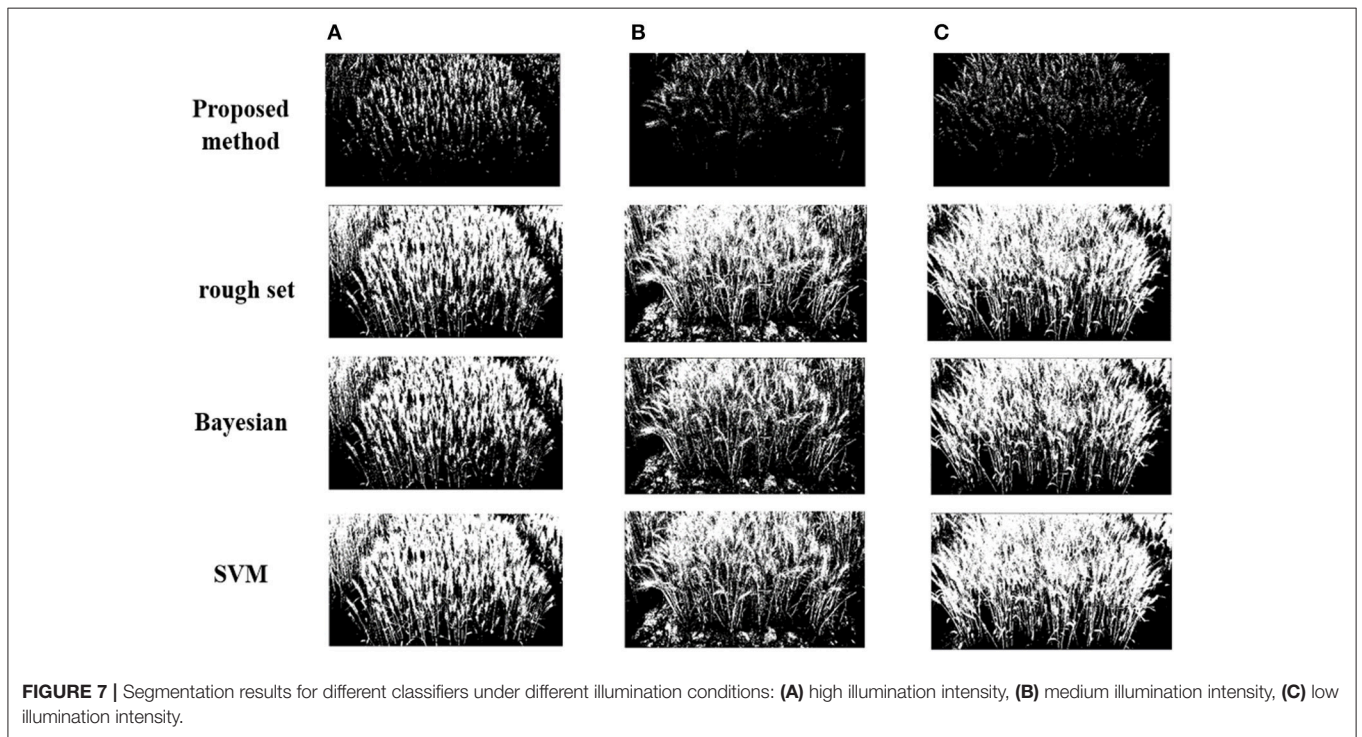 A B C
Proposed
method
rough set
Bayesian
SVM
FIGURE 7 | Segmentation results for different classifiers under different illumination conditions: (A) high illumination intensity, (B) medium illumination intensity, (C) low
illumination intensity.